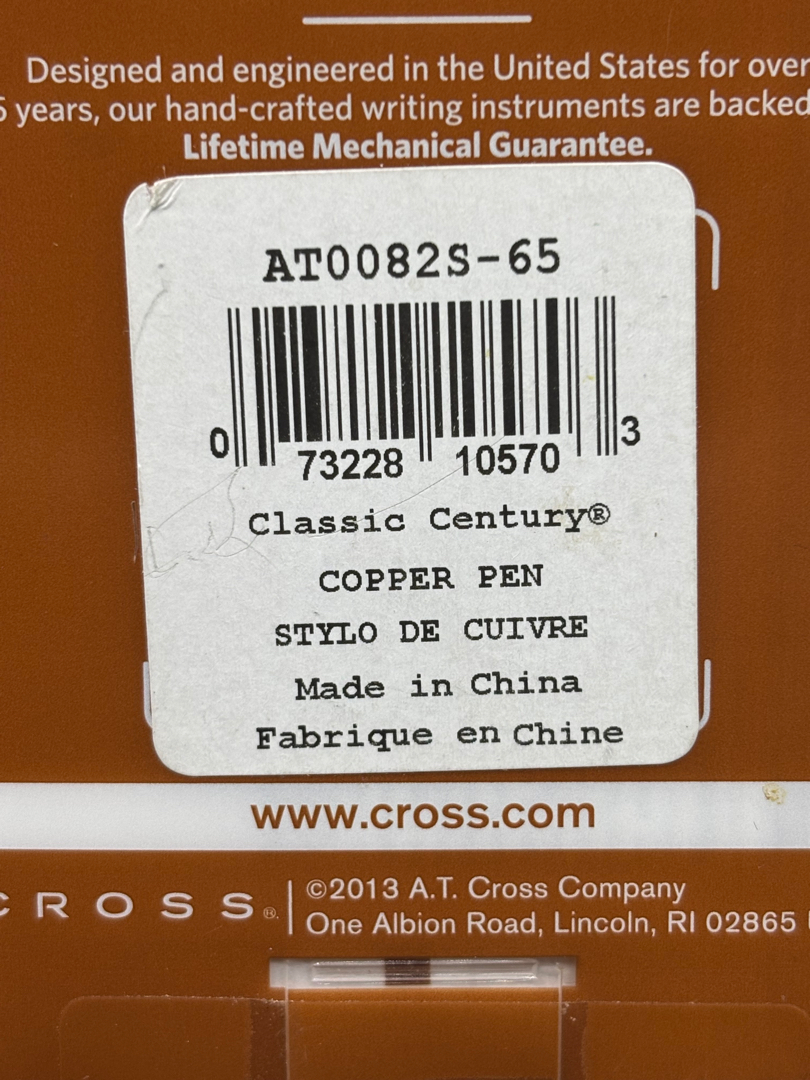 Designed and engineered in the United States for over
5 years, our hand-crafted writing instruments are backed
Lifetime Mechanical Guarantee.
AT0082S-65
0 73228 10570 3
Classic Century®
COPPER PEN
STYLO DE CUIVRE
Made in China
Fabrique en Chine
www.cross.com
CROSS®
©2013 A.T. Cross Company
One Albion Road, Lincoln, RI 02865